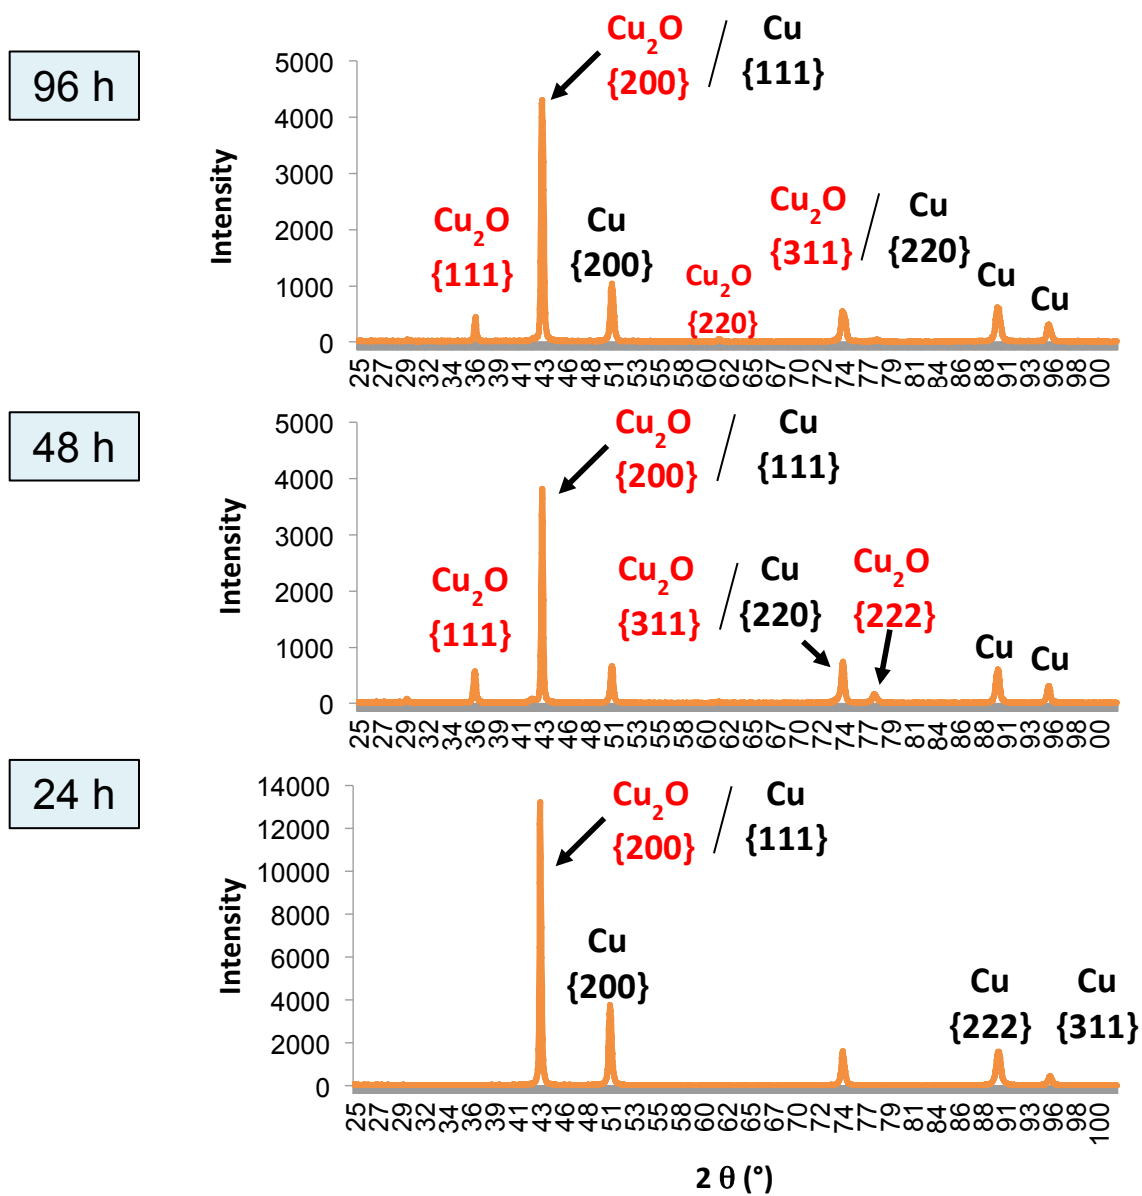 96 h
Cu2O / Cu
{200} {111}
5000
4000
3000
2000
1000
0
Intensity
Cu2O
{111}
Cu
{200}
Cu2O
{220}
Cu2O / Cu
{311} {220}
Cu
Cu
25 27 29 32 34 36 39 41 43 46 48 51 53 55 58 60 62 65 67 70 72 74 77 79 81 84 86 88 91 93 96 98 00
48 h
Cu2O / Cu
{200} {111}
5000
4000
3000
2000
1000
0
Intensity
Cu2O
{111}
Cu2O / Cu
{311} {220}
Cu2O
{222}
Cu
Cu
25 27 29 32 34 36 39 41 43 46 48 51 53 55 58 60 62 65 67 70 72 74 77 79 81 84 86 88 91 93 96 98 00
24 h
Cu2O / Cu
{200} {111}
14000
12000
10000
8000
6000
4000
2000
0
Intensity
Cu
{200}
Cu
{222}
Cu
{311}
25 27 29 32 34 36 39 41 43 46 48 51 53 55 58 60 62 65 67 70 72 74 77 79 81 84 86 88 91 93 96 98 100
2 θ (°)